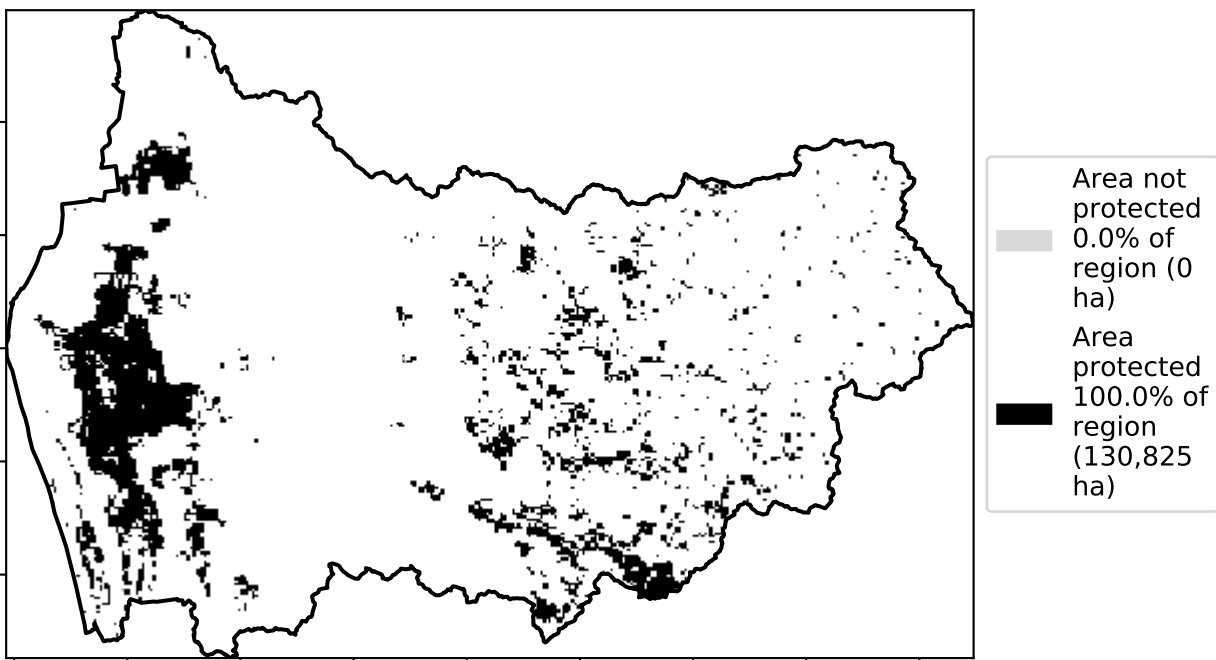 Area not
protected
0.0% of
region (0
ha)
Area
protected
100.0% of
region
(130,825
ha)